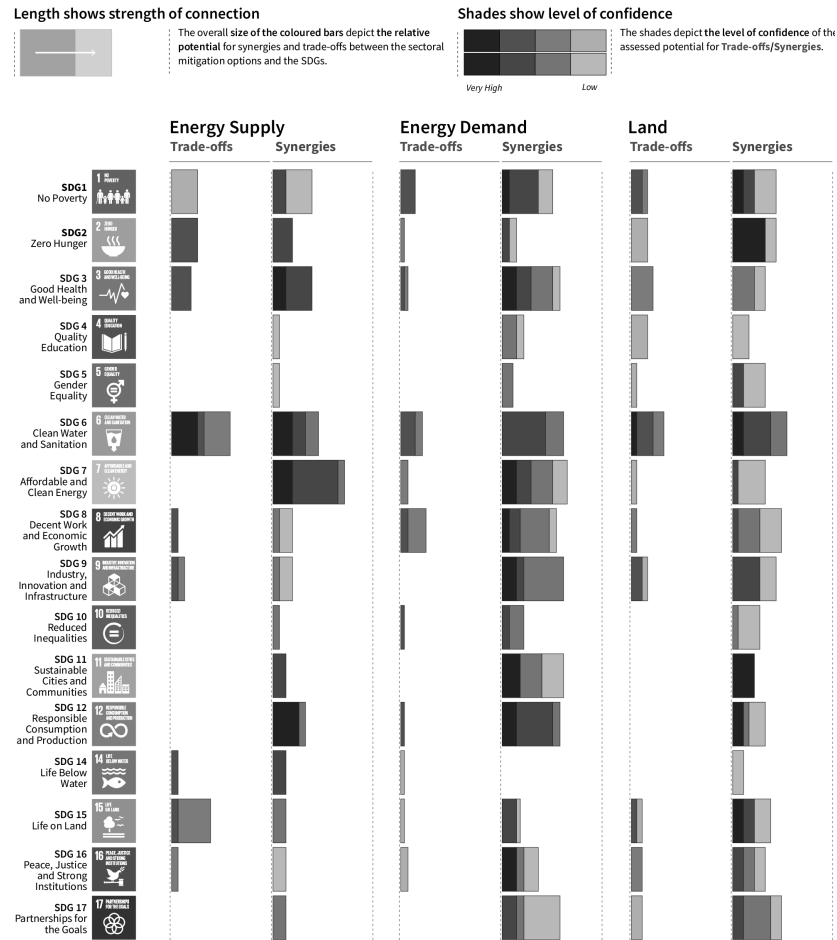 Length shows strength of connection
The overall size of the coloured bars depict the relative
potential for synergies and trade-offs between the sectoral
mitigation options and the SDGs.
Shades show level of confidence
The shades depict the level of confidence of the
assessed potential for Trade-offs/Synergies.
Very High
Low
Energy Supply
Energy Demand
Land
Trade-offs
Synergies
Trade-offs
Synergies
Trade-offs
Synergies
SDG1
No Poverty
1 NO
POVERTY
SDG2
Zero Hunger
2 ZERO
HUNGER
SDG 3
Good Health
and Well-being
3 GOOD HEALTH
AND WELL-BEING
SDG 4
Quality
Education
4 QUALITY
EDUCATION
SDG 5
Gender
Equality
5 GENDER
EQUALITY
SDG 6
Clean Water
and Sanitation
6 CLEAN WATER
AND SANITATION
SDG 7
Affordable and
Clean Energy
7 AFFORDABLE AND
CLEAN ENERGY
SDG 8
Decent Work
and Economic
Growth
8 DECENT WORK AND
ECONOMIC GROWTH
SDG 9
Industry,
Innovation and
Infrastructure
9 INDUSTRY, INNOVATION
AND INFRASTRUCTURE
SDG 10
Reduced
Inequalities
10 REDUCED
INEQUALITIES
SDG 11
Sustainable
Cities and
Communities
11 SUSTAINABLE CITIES
AND COMMUNITIES
SDG 12
Responsible
Consumption
and Production
12 RESPONSIBLE
CONSUMPTION
AND PRODUCTION
SDG 14
Life Below
Water
14 LIFE
BELOW WATER
SDG 15
Life on Land
15 LIFE
ON LAND
SDG 16
Peace, Justice
and Strong
Institutions
16 PEACE, JUSTICE
AND STRONG
INSTITUTIONS
SDG 17
Partnerships for
the Goals
17 PARTNERSHIPS
FOR THE GOALS